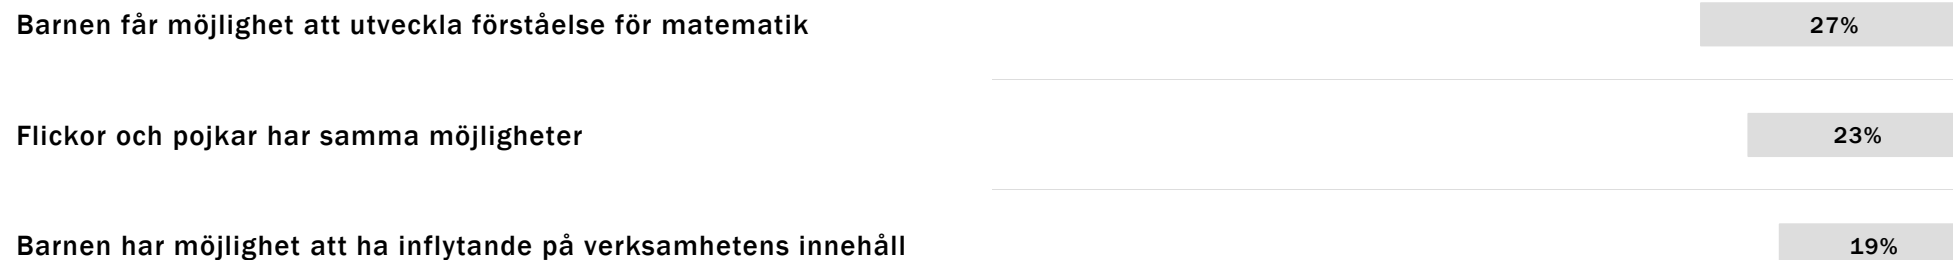 Barnen får möjlighet att utveckla förståelse för matematik 27%
Flickor och pojkar har samma möjligheter 23%
Barnen har möjlighet att ha inflytande på verksamhetens innehåll 19%